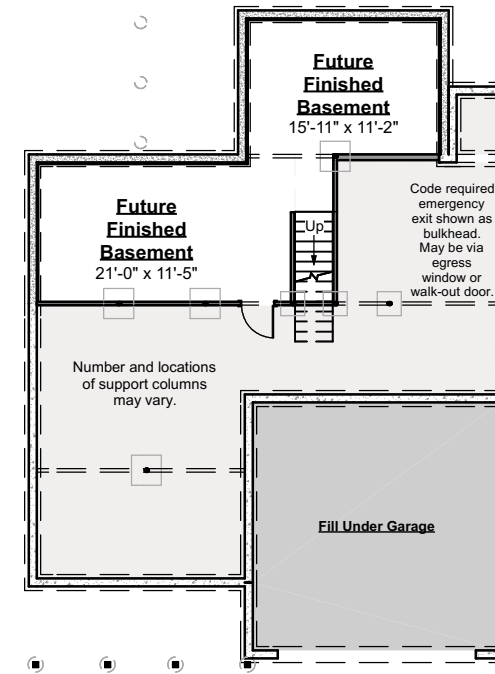 Future
Finished
Basement
15'-11" x 11'-2"
Code required
emergency
exit shown as
bulkhead.
May be via
egress
window or
walk-out door.
Future
Finished
Basement
21'-0" x 11'-5"
Up
Number and locations
of support columns
may vary.
Fill Under Garage